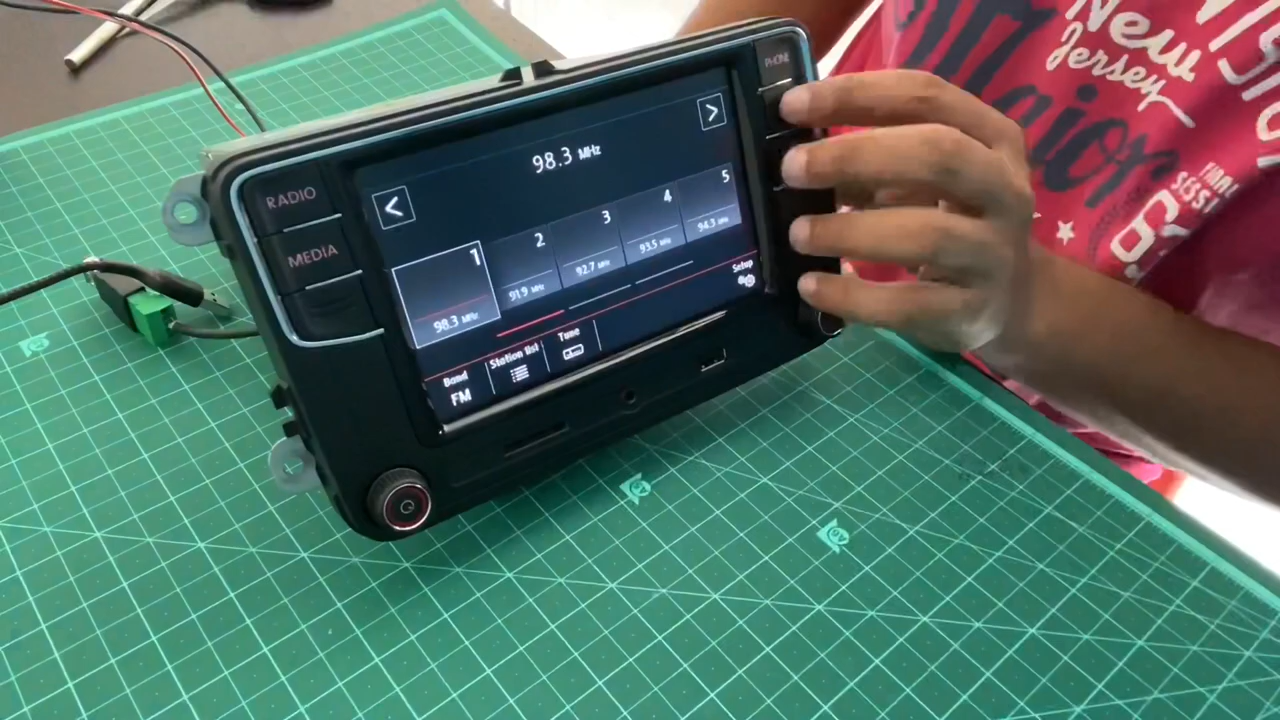 PHONE
RADIO
MEDIA
98.3 MHz
<
>
1
98.3 MHz
2
91.9 MHz
3
92.7 MHz
4
93.5 MHz
5
94.3 MHz
Band
FM
Station list
Tune
Setup
New
Jersey
Major